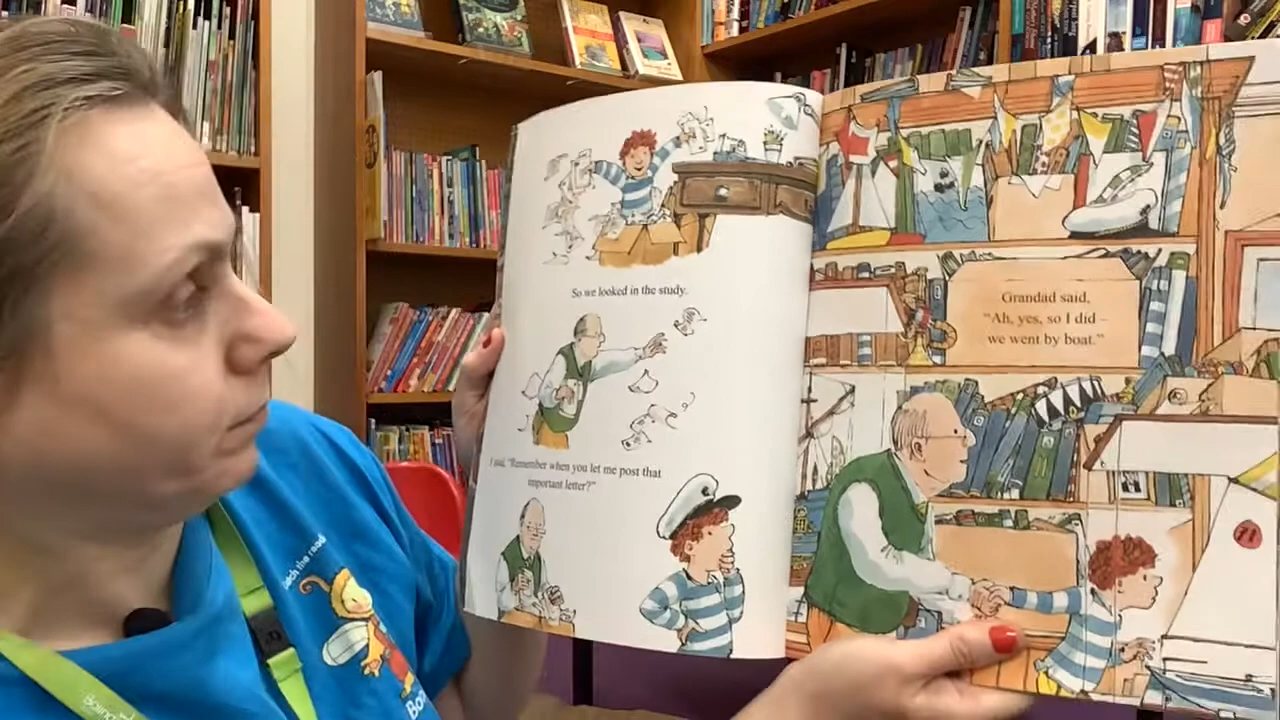 So we looked in the study.
I said, "Remember when you let me post that
important letter?"
Grandad said,
"Ah, yes, so I did –
we went by boat."